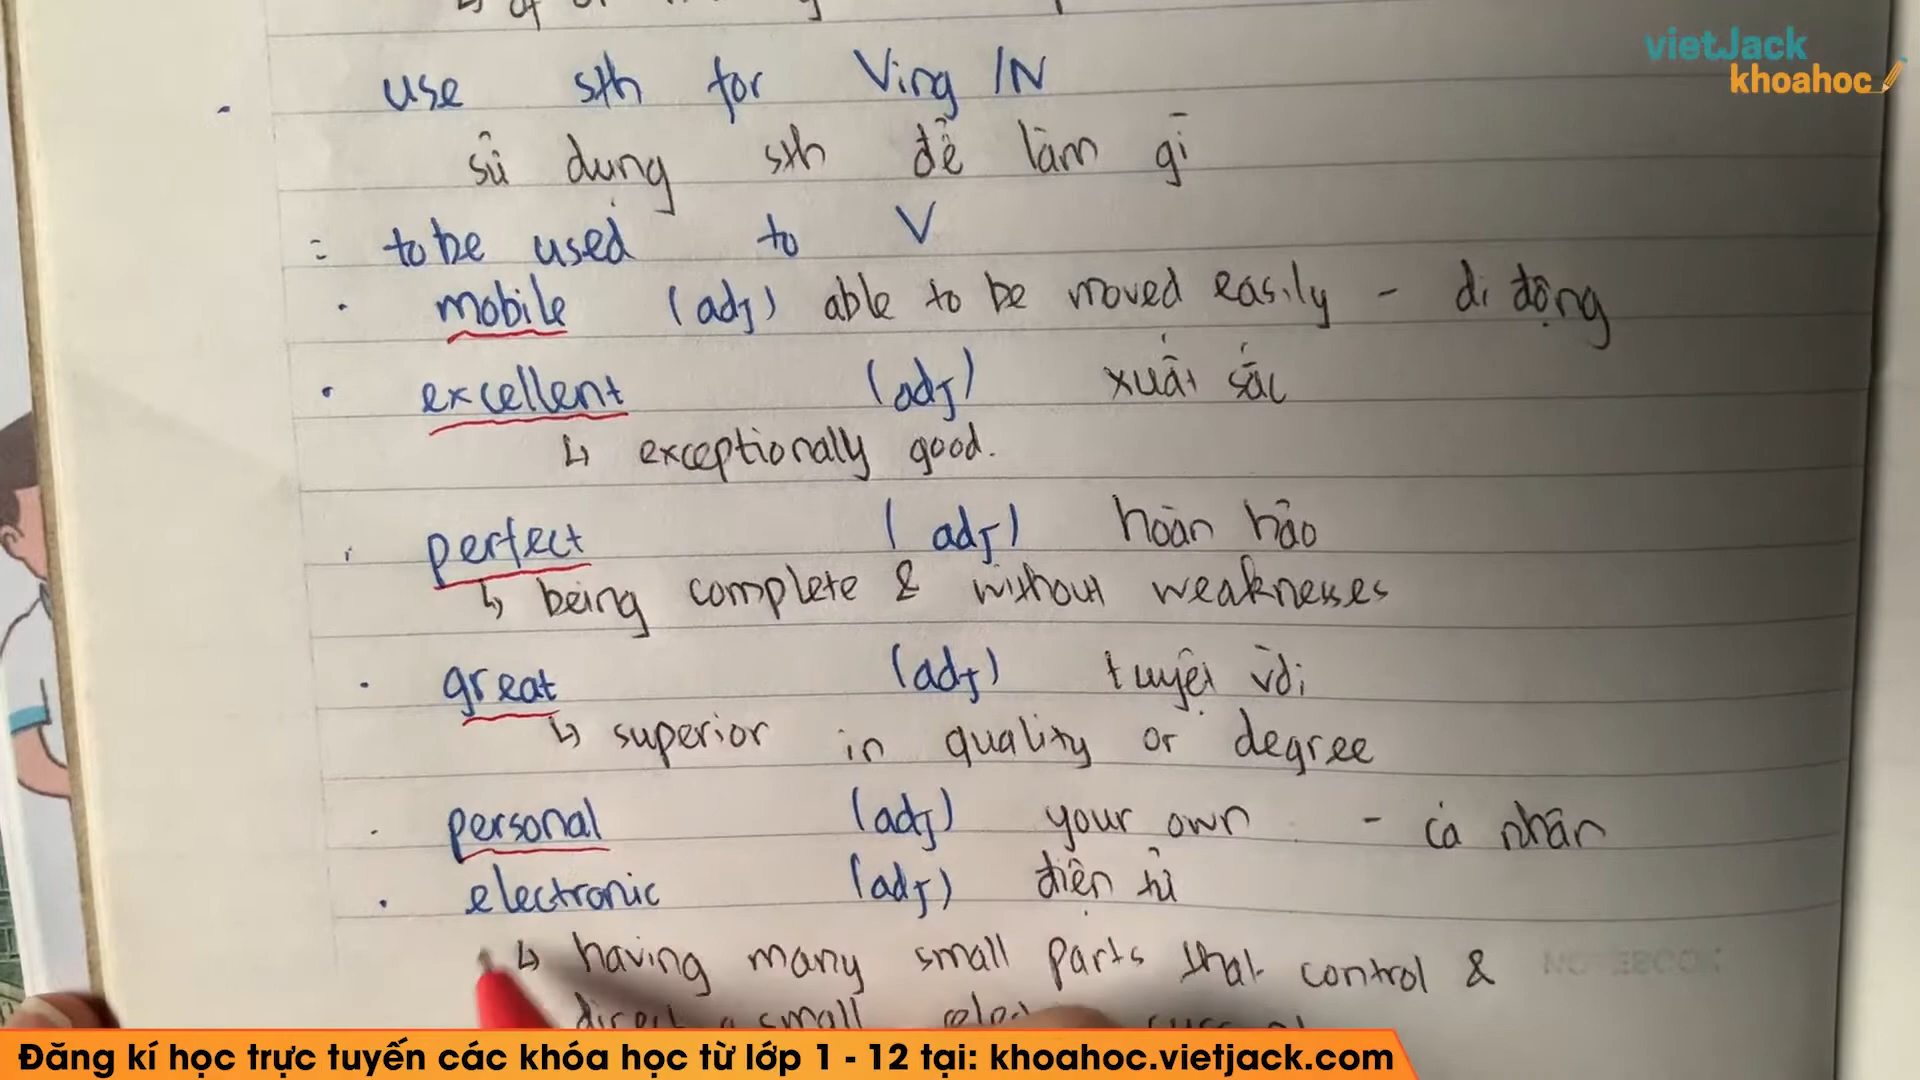 vietJack
khoahoc
use sth for Ving /N
sử dụng sth để làm gì
= to be used to V
mobile (adj) able to be moved easily - di động
excellent (adj) xuất sắc
↳ exceptionally good.
perfect (adj) hoàn hảo
↳ being complete & without weaknesses
great (adj) tuyệt vời
↳ superior in quality or degree
personal (adj) your own - cá nhân
electronic (adj) điện tử
↳ having many small parts that control &
direct a small
NOTEBOOK
Đăng kí học trực tuyến các khóa học từ lớp 1 - 12 tại: khoahoc.vietjack.com